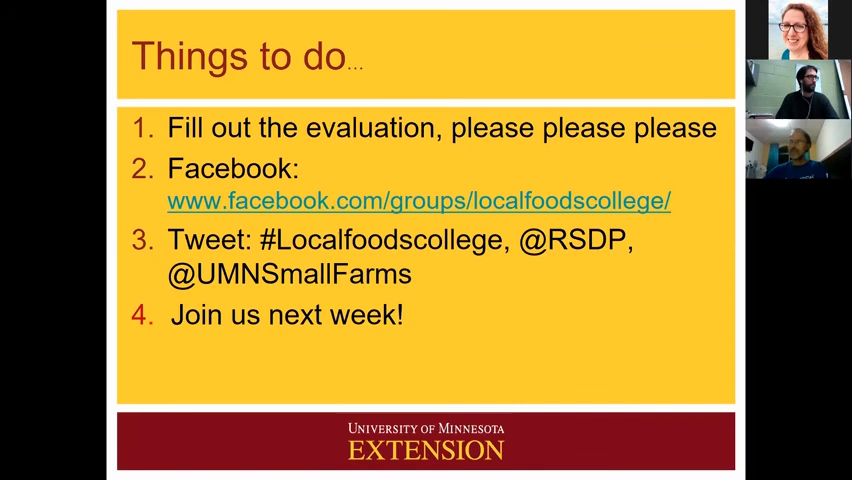 Things to do...
1. Fill out the evaluation, please please please
2. Facebook:
www.facebook.com/groups/localfoodscollege/
3. Tweet: #Localfoodscollege, @RSDP,
@UMNSmallFarms
4. Join us next week!
UNIVERSITY OF MINNESOTA
EXTENSION